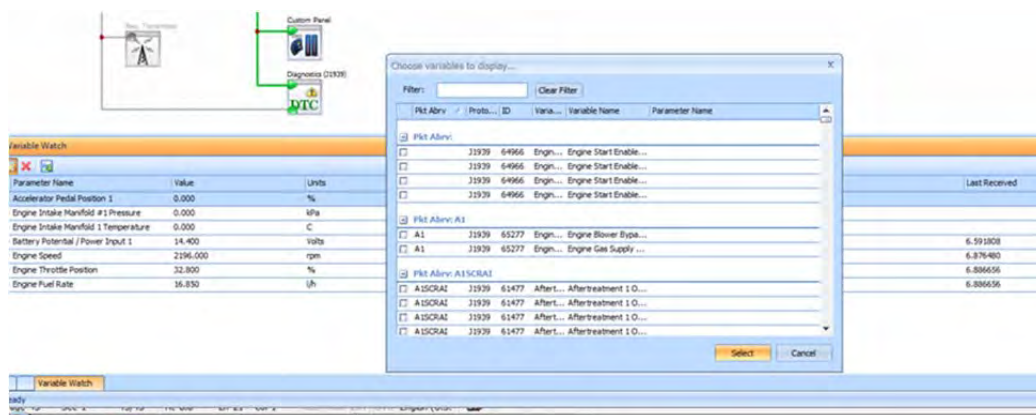 Custom Panel
Diagnostics (J1939)
DTC
Choose variables to display...
X
Filter:
Clear Filter
Pkt Abrv Proto... ID Varia... Variable Name Parameter Name
Pkt Abrv:
J1939 64966 Engin... Engine Start Enable...
J1939 64966 Engin... Engine Start Enable...
J1939 64966 Engin... Engine Start Enable...
J1939 64966 Engin... Engine Start Enable...
Pkt Abrv: A1
A1 J1939 65277 Engin... Engine Blower Bypa...
A1 J1939 65277 Engin... Engine Gas Supply ...
Pkt Abrv: A1SCRAI
A1SCRAI J1939 61477 Aftert... Aftertreatment 1 O...
A1SCRAI J1939 61477 Aftert... Aftertreatment 1 O...
A1SCRAI J1939 61477 Aftert... Aftertreatment 1 O...
A1SCRAI J1939 61477 Aftert... Aftertreatment 1 O...
Select Cancel
Variable Watch
Parameter Name Value Units Last Received
Accelerator Pedal Position 1 0.000 %
Engine Intake Manifold #1 Pressure 0.000 kPa
Engine Intake Manifold 1 Temperature 0.000 C
Battery Potential / Power Input 1 14.400 Volts 6.591808
Engine Speed 2196.000 rpm 6.876480
Engine Throttle Position 32.800 % 6.886656
Engine Fuel Rate 16.850 l/h 6.886656
Variable Watch
eady